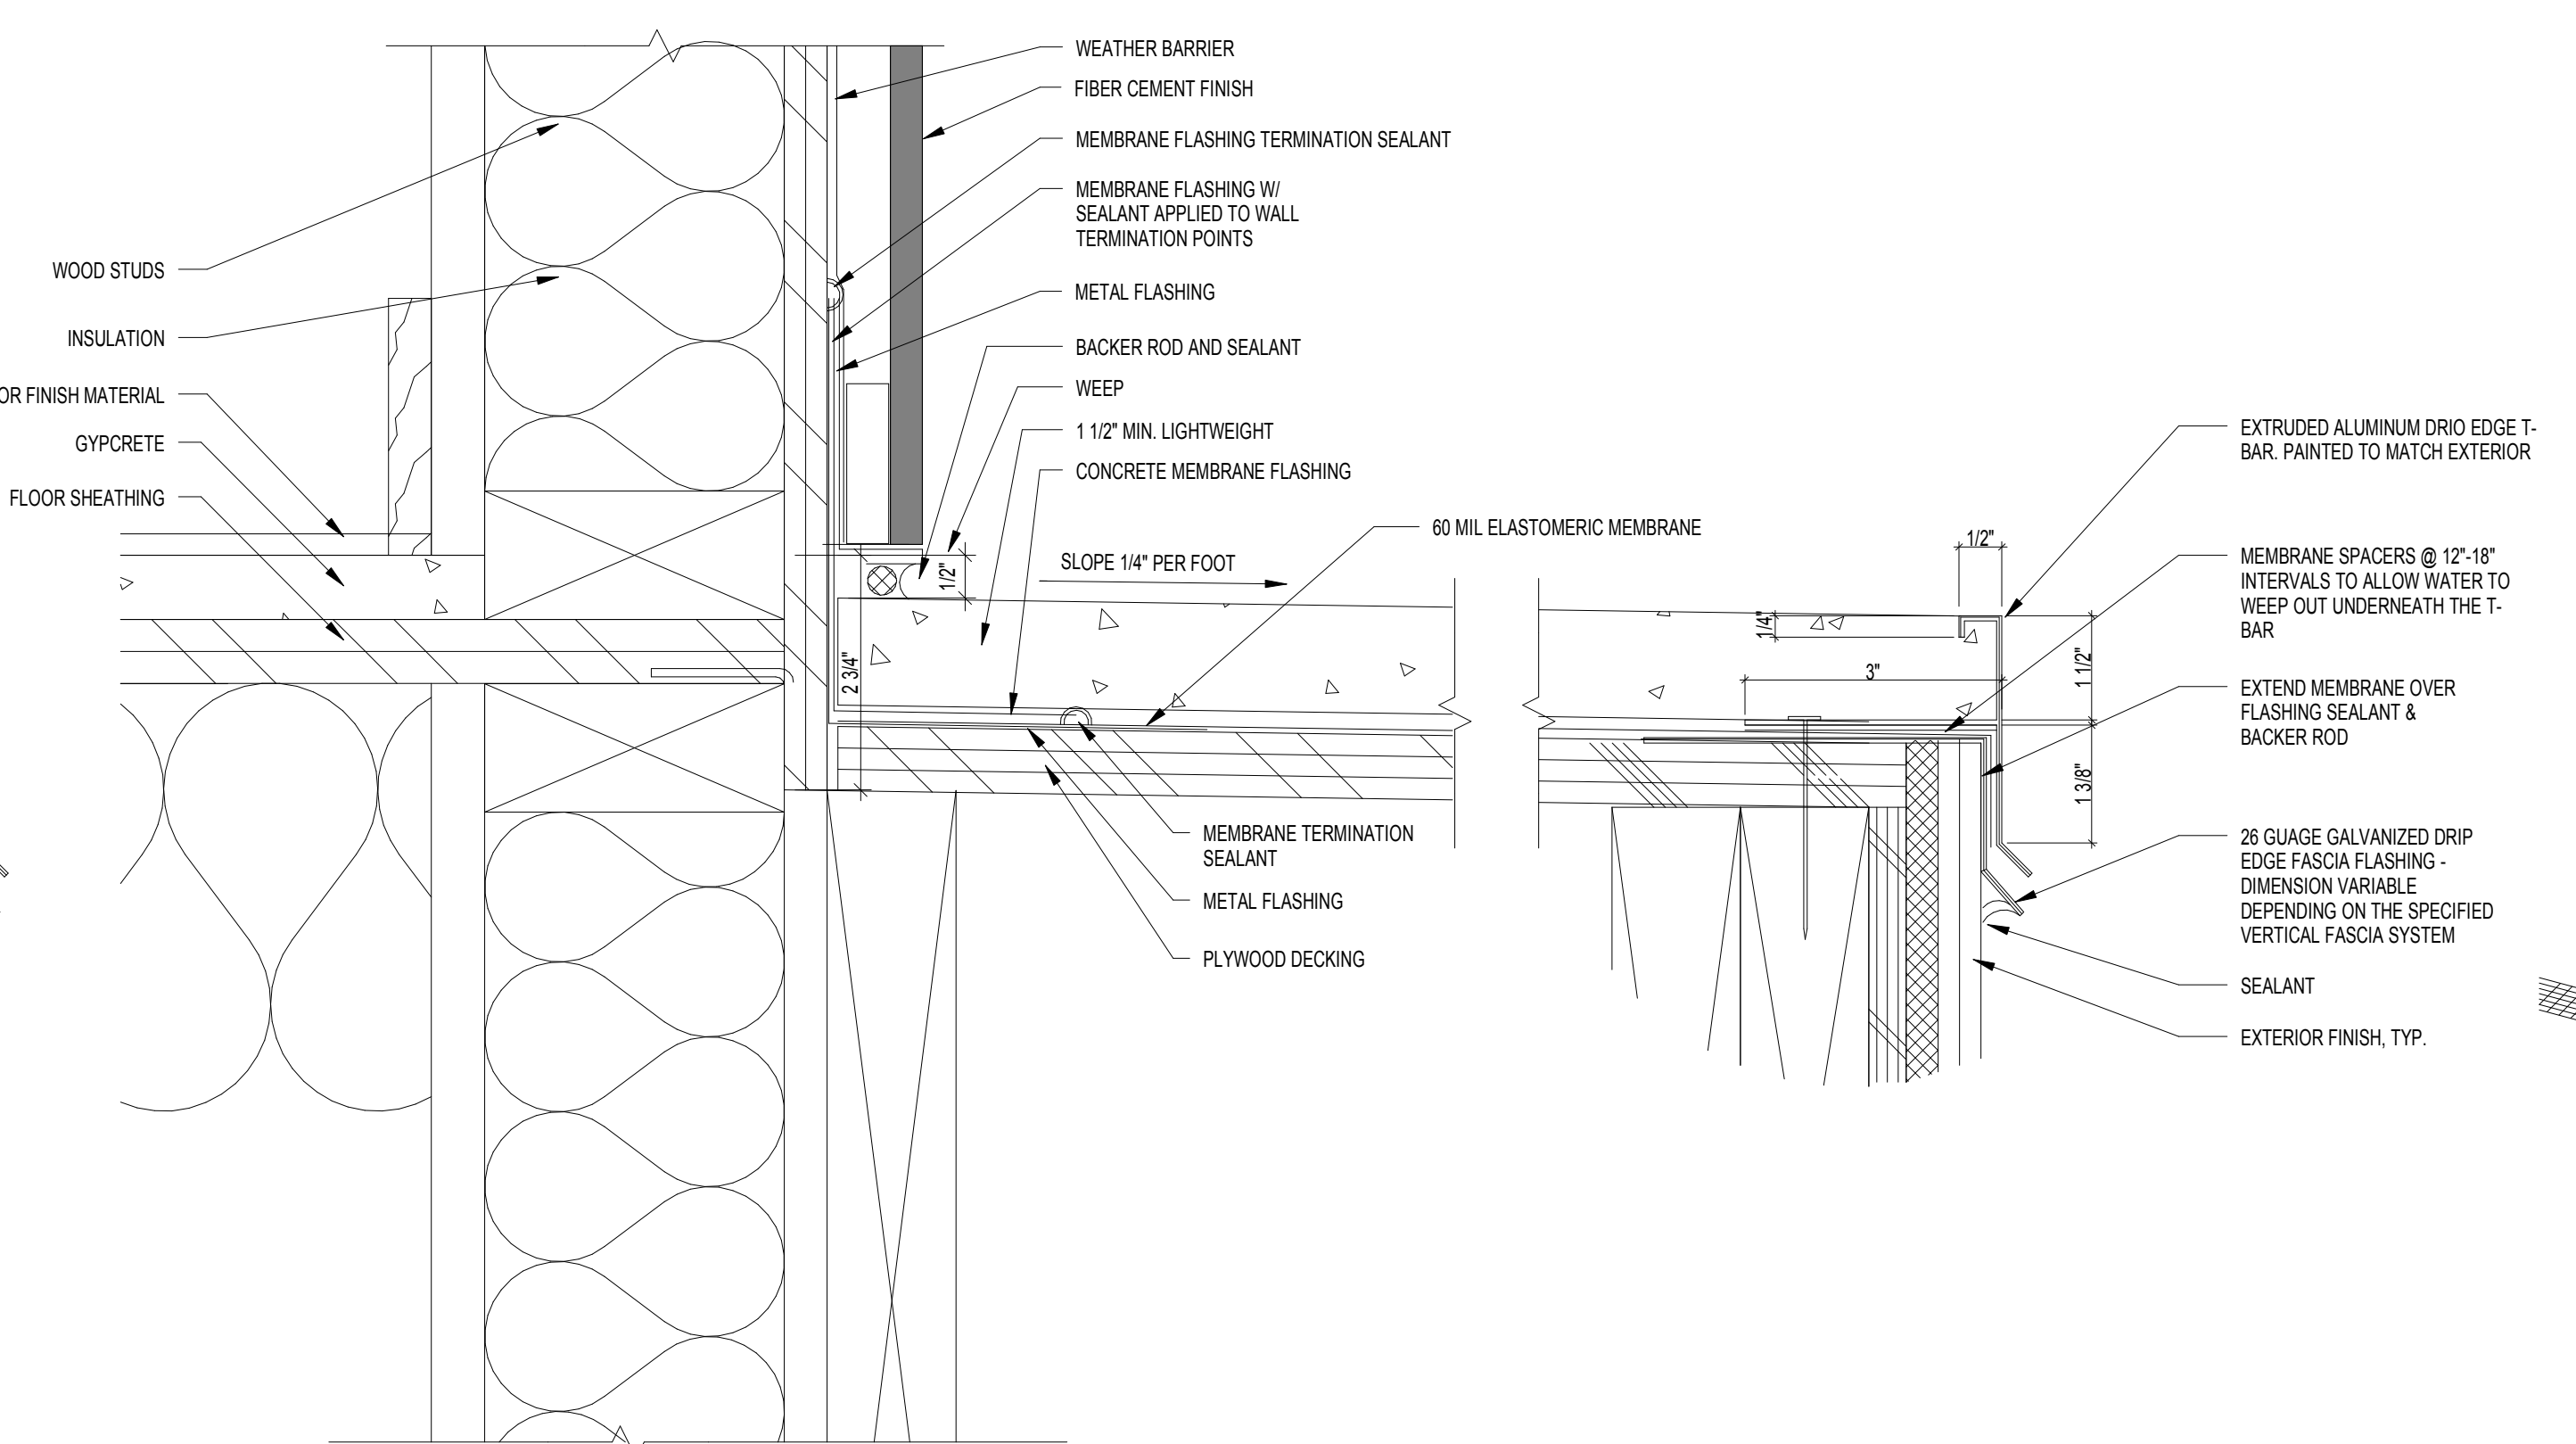 WEATHER BARRIER
FIBER CEMENT FINISH
MEMBRANE FLASHING TERMINATION SEALANT
MEMBRANE FLASHING W/
SEALANT APPLIED TO WALL
TERMINATION POINTS
METAL FLASHING
BACKER ROD AND SEALANT
WEEP
1 1/2" MIN. LIGHTWEIGHT
CONCRETE MEMBRANE FLASHING
WOOD STUDS
INSULATION
FINISH MATERIAL
GYPCRETE
FLOOR SHEATHING
60 MIL ELASTOMERIC MEMBRANE
SLOPE 1/4" PER FOOT
1/2"
2 3/4"
MEMBRANE TERMINATION
SEALANT
METAL FLASHING
PLYWOOD DECKING
1/2"
1/4"
3"
1 1/2"
1 3/8"
EXTRUDED ALUMINUM DRIO EDGE T-
BAR. PAINTED TO MATCH EXTERIOR
MEMBRANE SPACERS @ 12"-18"
INTERVALS TO ALLOW WATER TO
WEEP OUT UNDERNEATH THE T-
BAR
EXTEND MEMBRANE OVER
FLASHING SEALANT &
BACKER ROD
26 GUAGE GALVANIZED DRIP
EDGE FASCIA FLASHING -
DIMENSION VARIABLE
DEPENDING ON THE SPECIFIED
VERTICAL FASCIA SYSTEM
SEALANT
EXTERIOR FINISH, TYP.